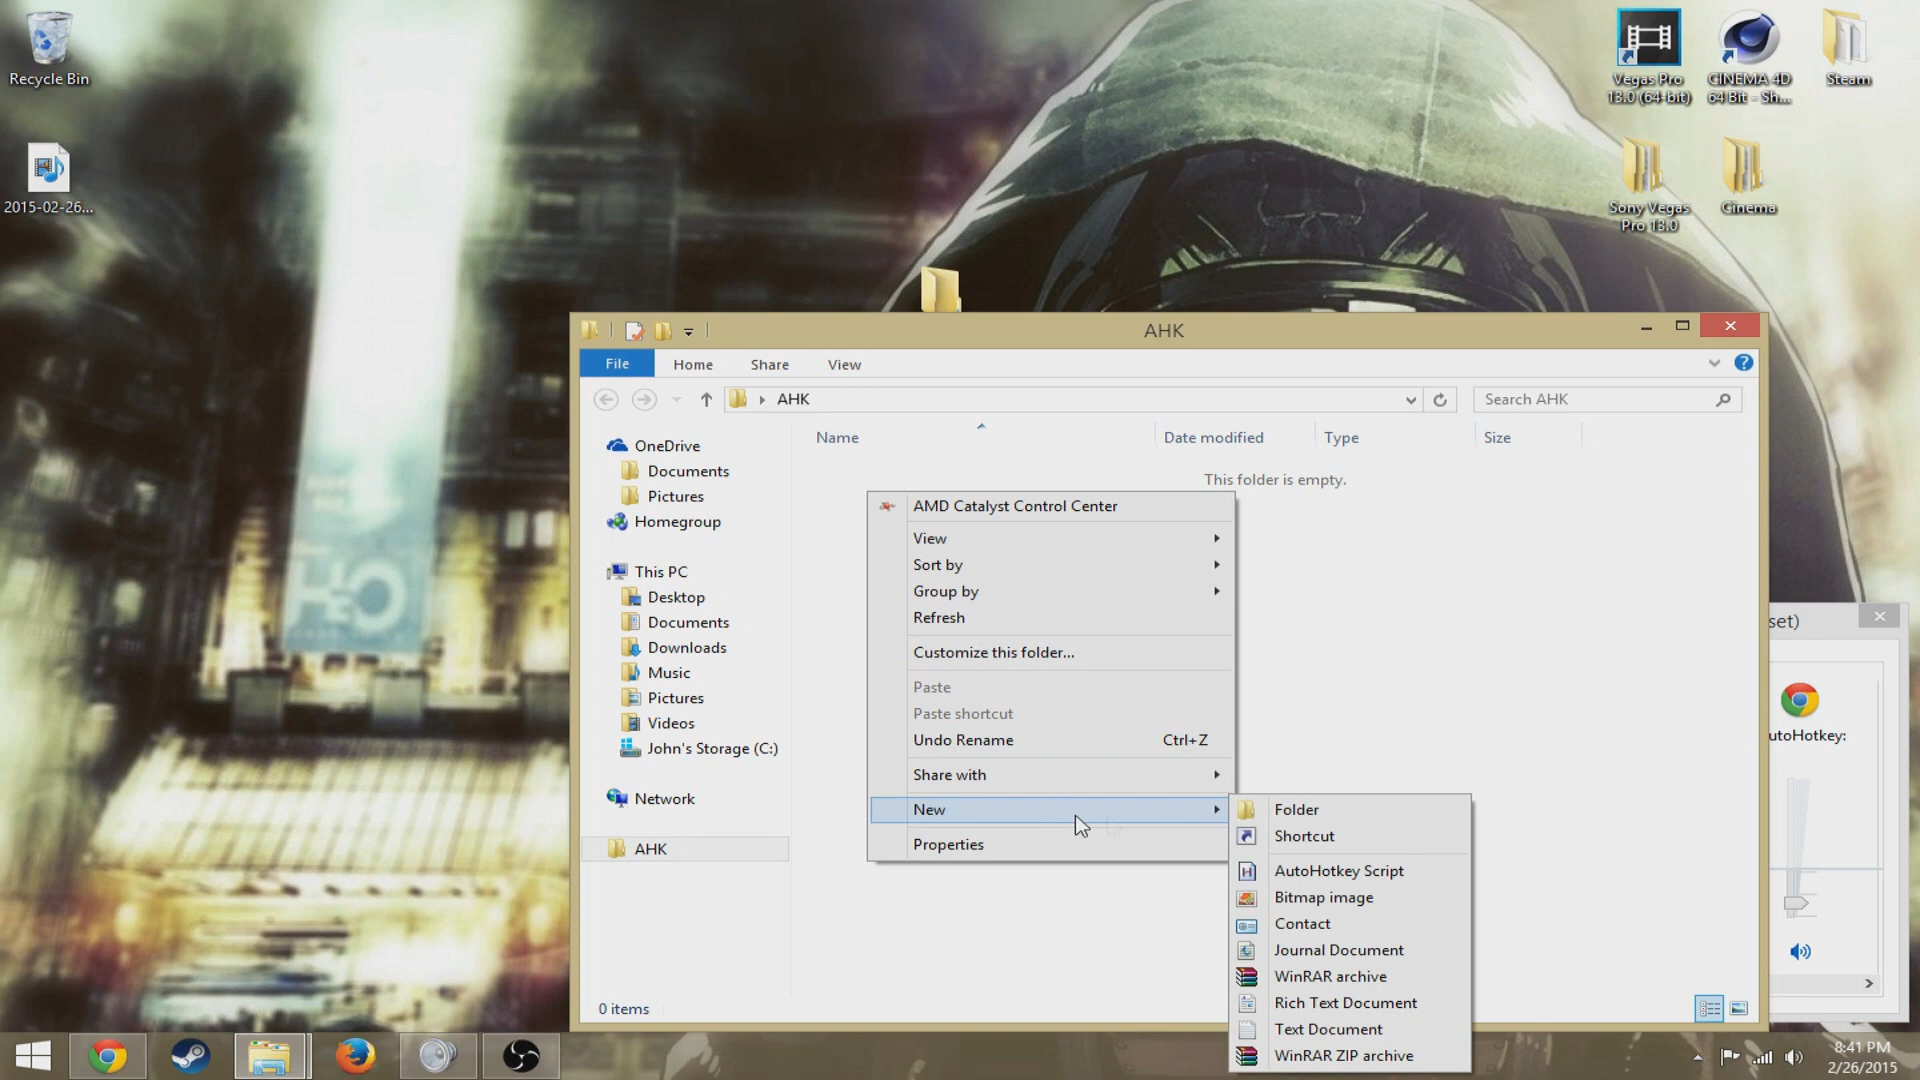 Recycle Bin
2015-02-26...
Vegas Pro
13.0 (64-bit)
CINEMA 4D
64 Bit - Sh...
Steam
Sony Vegas
Pro 13.0
Cinema
AHK
File
Home
Share
View
AHK
Search AHK
Name
Date modified
Type
Size
This folder is empty.
OneDrive
Documents
Pictures
Homegroup
This PC
Desktop
Documents
Downloads
Music
Pictures
Videos
John's Storage (C:)
Network
AHK
0 items
AMD Catalyst Control Center
View
Sort by
Group by
Refresh
Customize this folder...
Paste
Paste shortcut
Undo Rename Ctrl+Z
Share with
New
Properties
Folder
Shortcut
AutoHotkey Script
Bitmap image
Contact
Journal Document
WinRAR archive
Rich Text Document
Text Document
WinRAR ZIP archive
set)
utoHotkey:
H2O
8:41 PM
2/26/2015